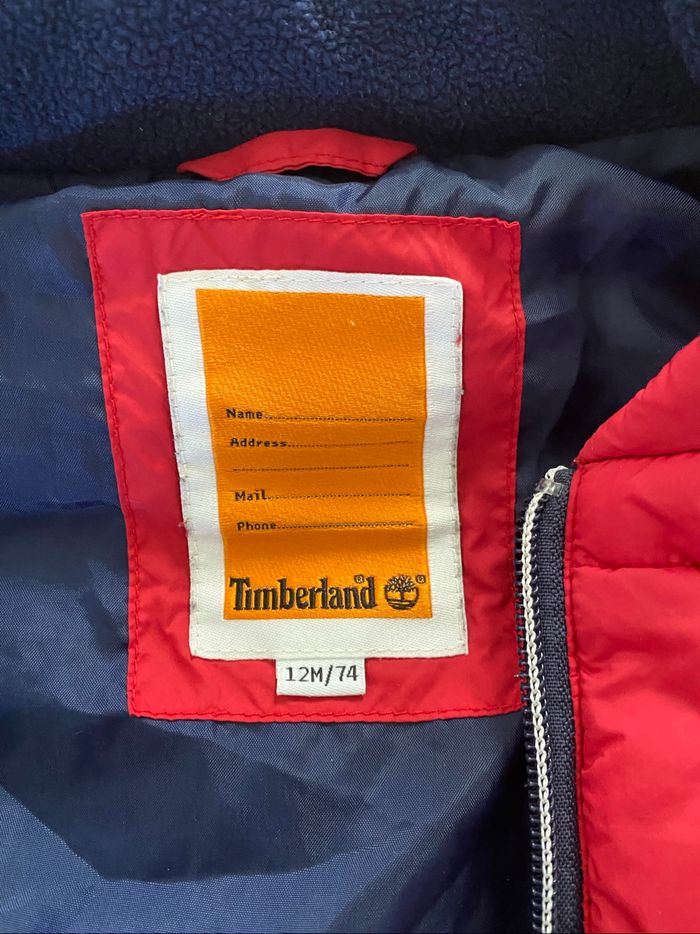 Name
Address
Mail
Phone
Timberland® ®
12M/74